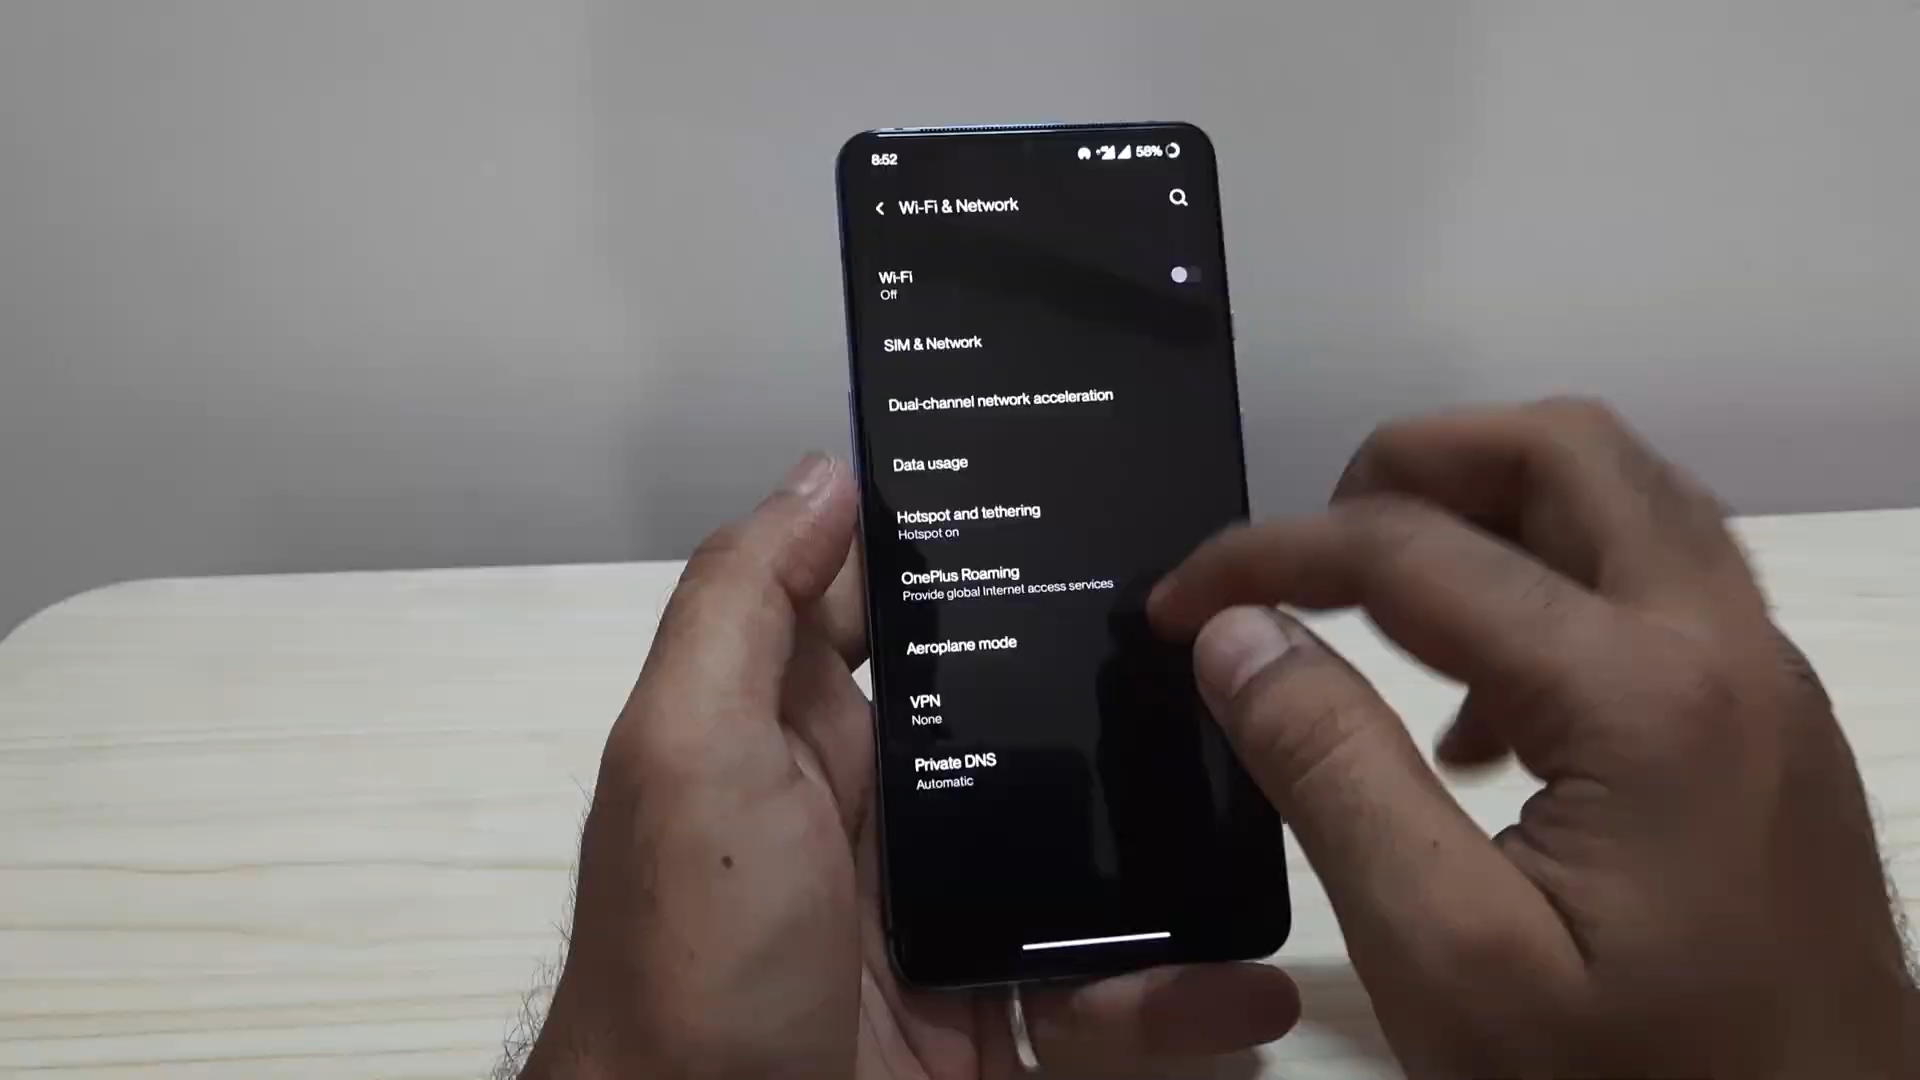 8:52
58%
Wi-Fi & Network
Wi-Fi
Off
SIM & Network
Dual-channel network acceleration
Data usage
Hotspot and tethering
Hotspot on
OnePlus Roaming
Provide global Internet access services
Aeroplane mode
VPN
None
Private DNS
Automatic